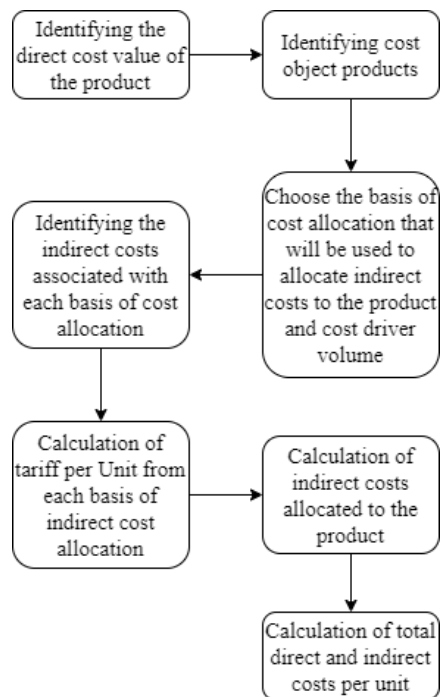 Identifying the
direct cost value of
the product
Identifying cost
object products
Choose the basis of
cost allocation that
will be used to
allocate indirect
costs to the product
and cost driver
volume
Identifying the
indirect costs
associated with
each basis of cost
allocation
Calculation of
tariff per Unit from
each basis of
indirect cost
allocation
Calculation of
indirect costs
allocated to the
product
Calculation of total
direct and indirect
costs per unit